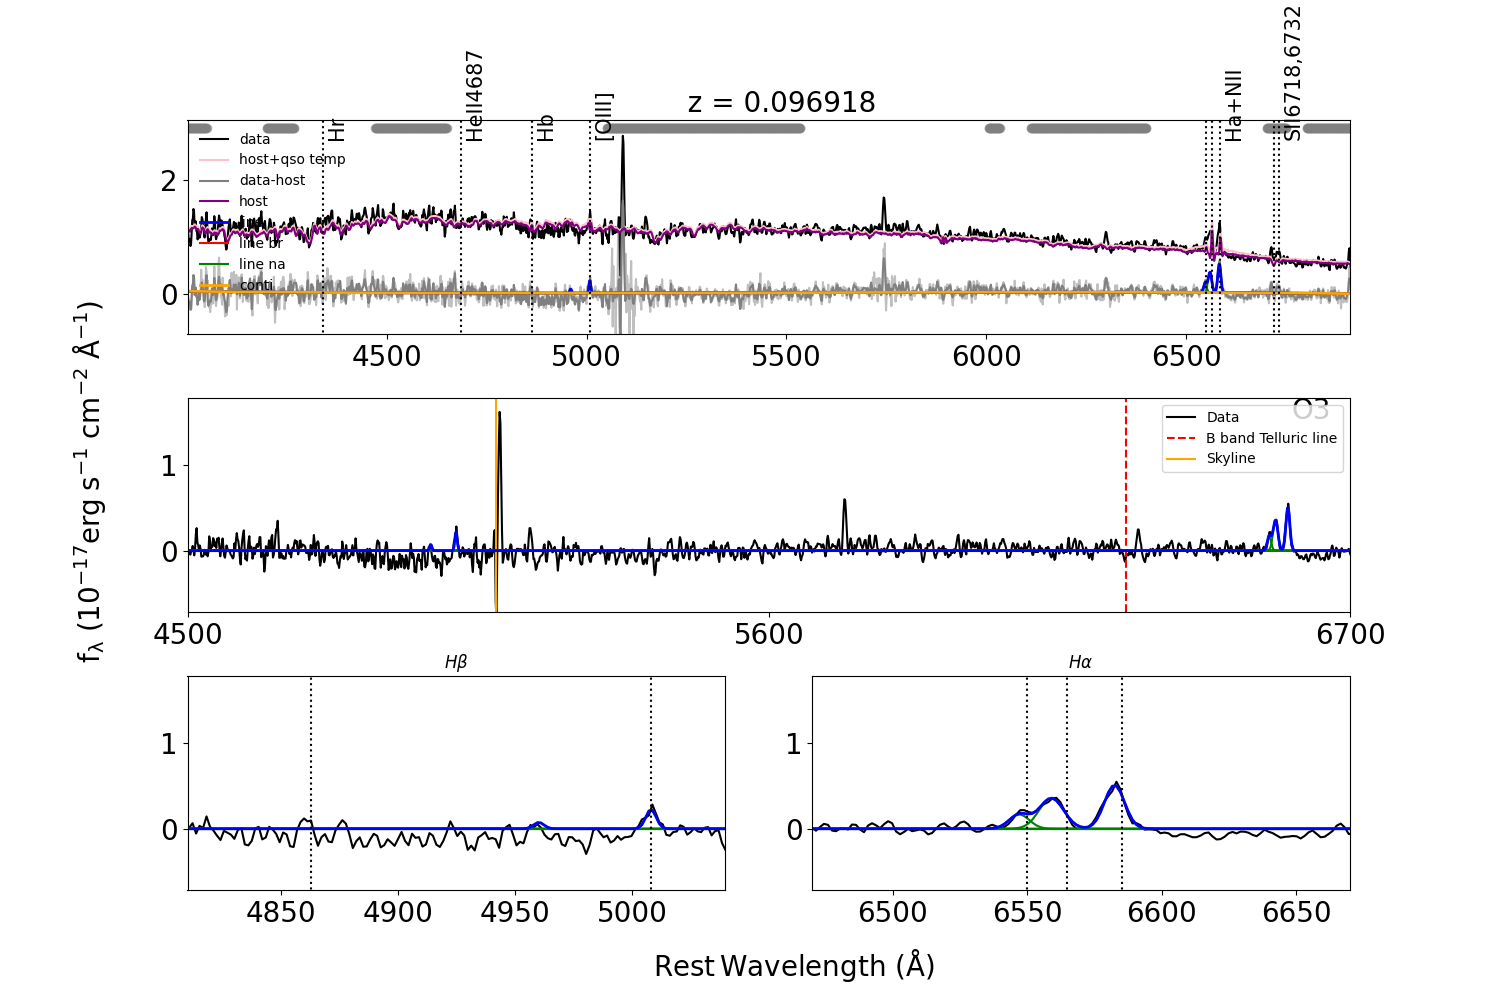 z = 0.096918
Hr
HeII4687
Hb
[OIII]
Ha+NII
SII6718,6732
data
host+qso temp
data-host
host
line br
line na
conti
2
0
4500 5000 5500 6000 6500
fλ (10−17erg s−1 cm−2 Å−1)
O3
Data
B band Telluric line
Skyline
1
0
4500 5600 6700
Hβ
1
0
4850 4900 4950 5000
Hα
1
0
6500 6550 6600 6650
Rest Wavelength (Å)